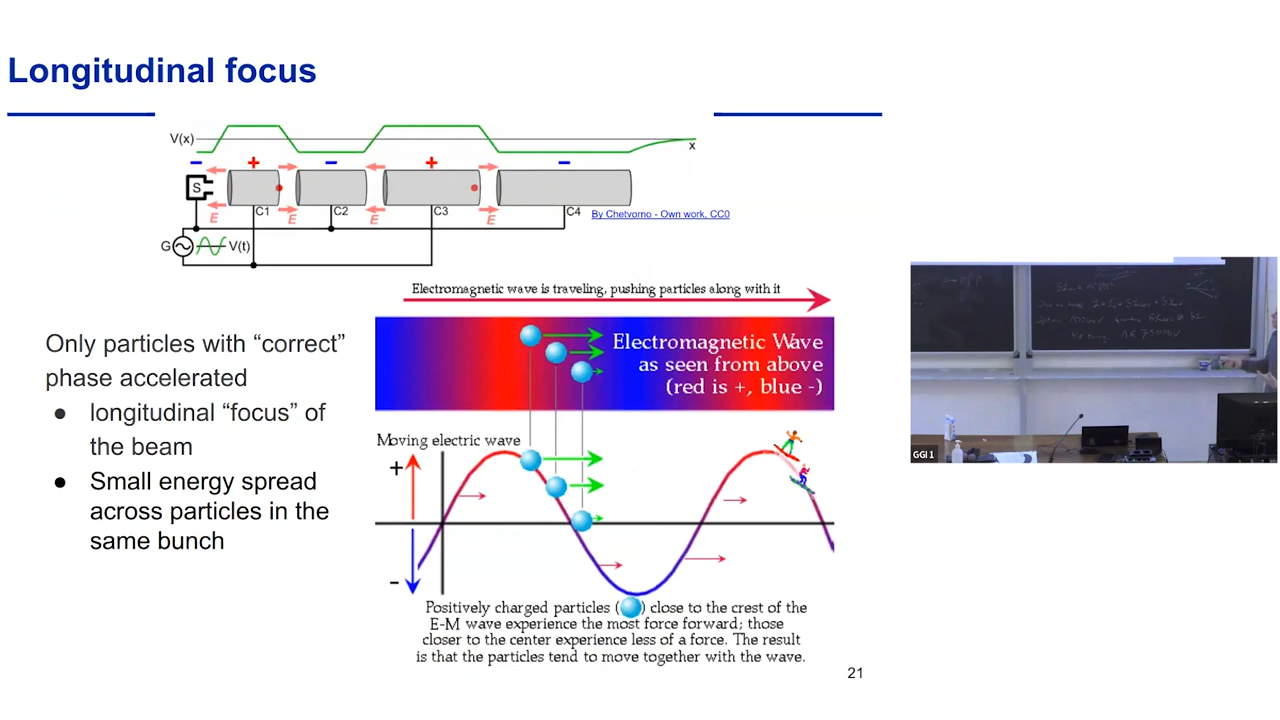 Longitudinal focus
V(x)
x
− + − + −
S
E
C1
E
C2
E
C3
E
C4
By Chetvorno - Own work, CC0
G
V(t)
Electromagnetic wave is traveling, pushing particles along with it
Electromagnetic Wave
as seen from above
(red is +, blue -)
Only particles with “correct”
phase accelerated
● longitudinal “focus” of
the beam
● Small energy spread
across particles in the
same bunch
Moving electric wave
+
-
Positively charged particles ( ) close to the crest of the
E-M wave experience the most force forward; those
closer to the center experience less of a force. The result
is that the particles tend to move together with the wave.
21
GGI 1